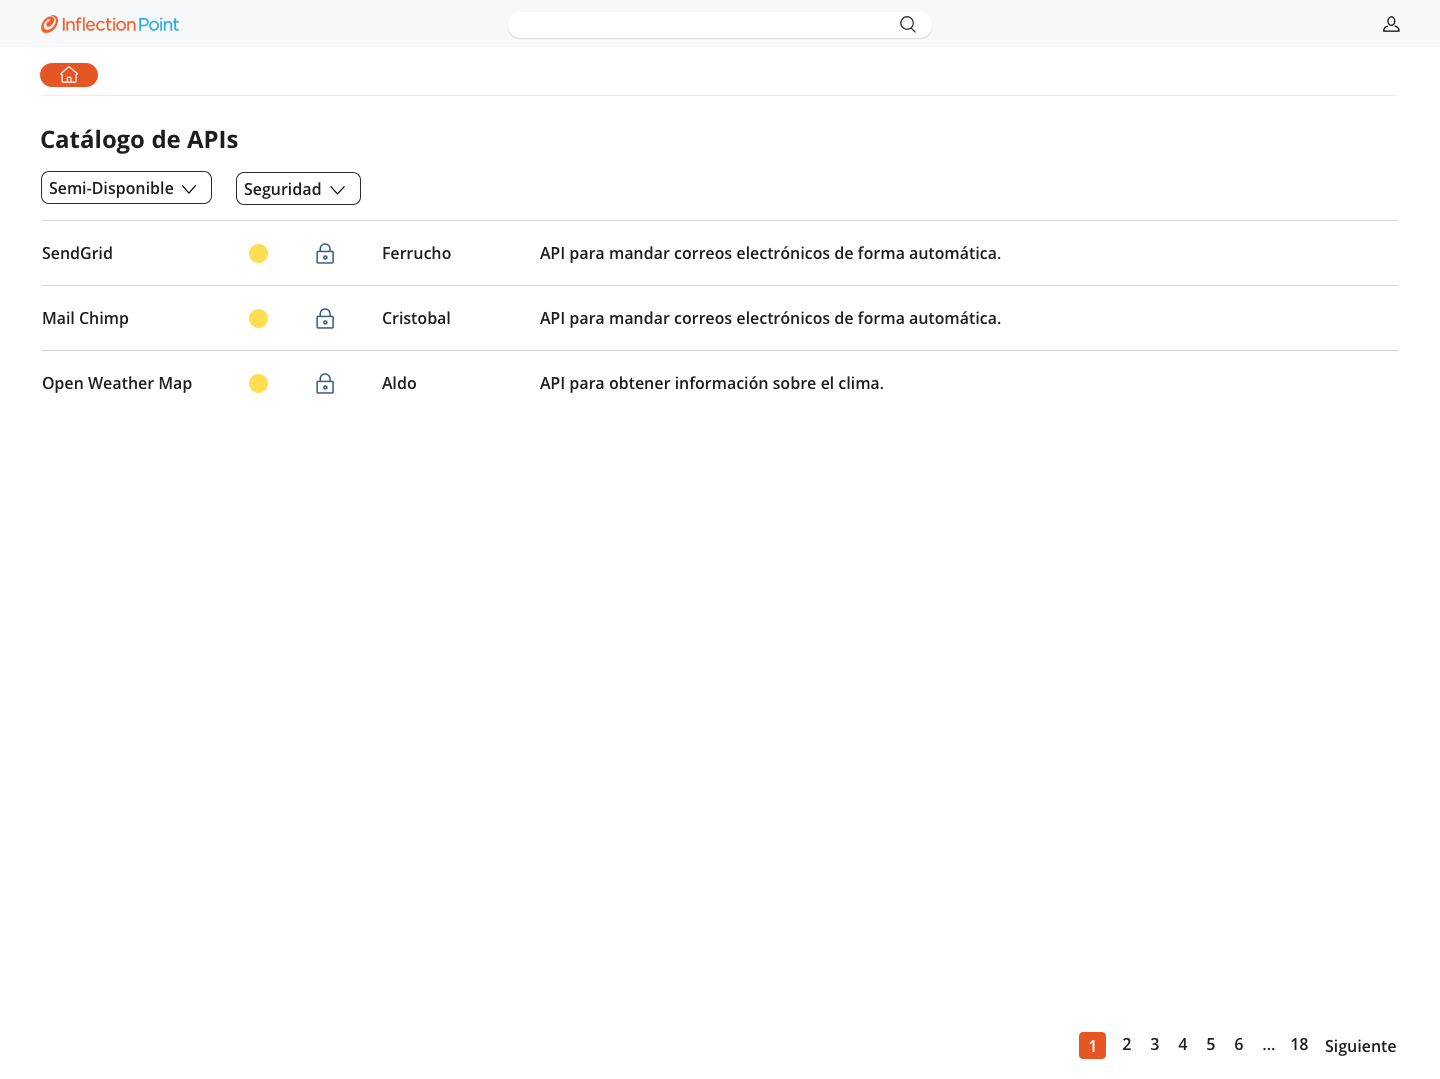 InflectionPoint
Catálogo de APIs
Semi-Disponible
Seguridad
SendGrid Ferrucho API para mandar correos electrónicos de forma automática.
Mail Chimp Cristobal API para mandar correos electrónicos de forma automática.
Open Weather Map Aldo API para obtener información sobre el clima.
1 2 3 4 5 6 ... 18 Siguiente